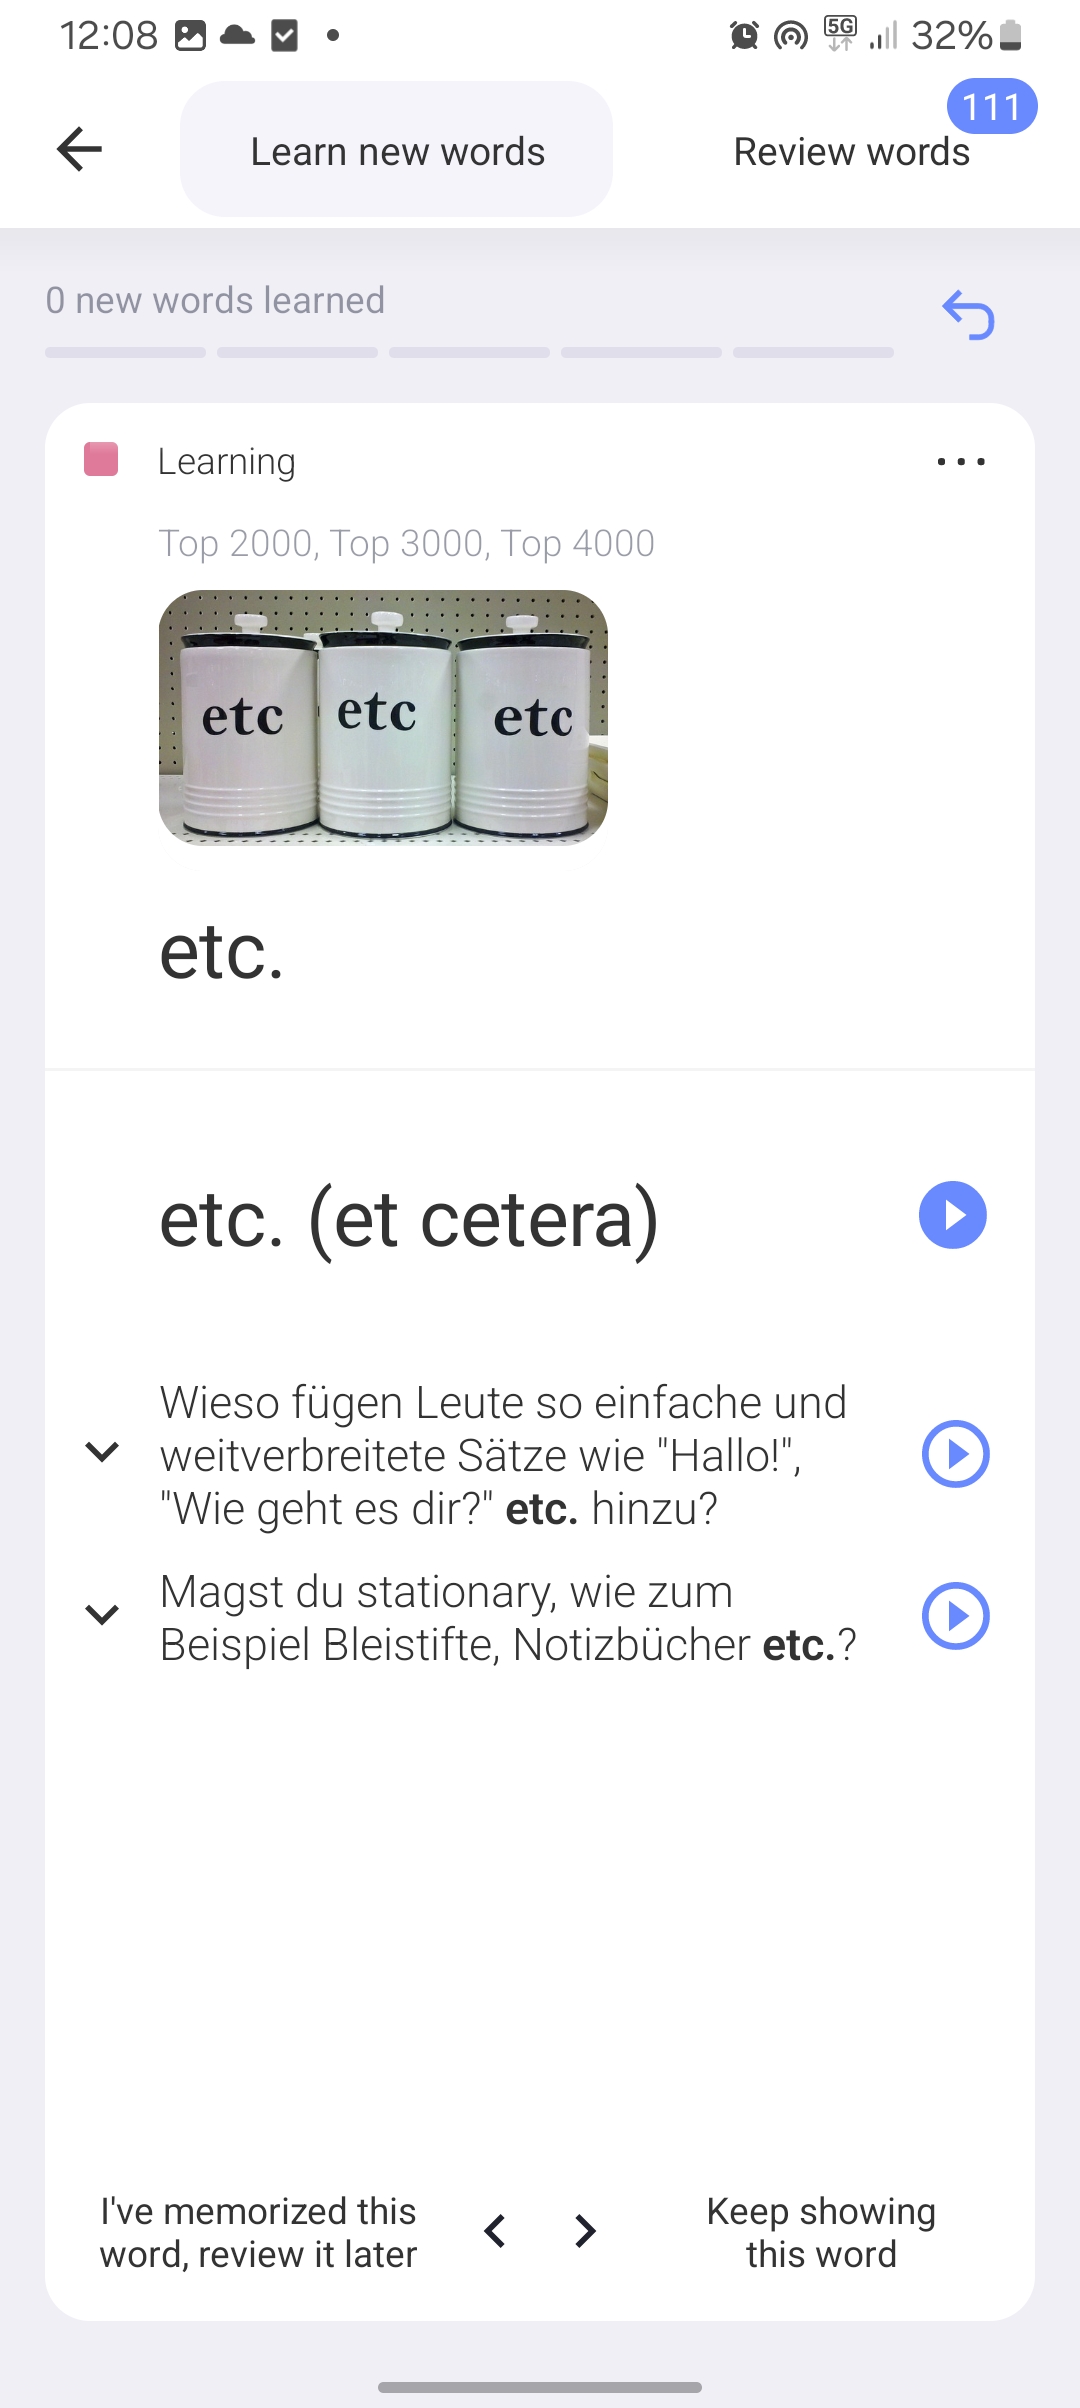 12:08
5G
32%
Learn new words
Review words
111
0 new words learned
Learning
Top 2000, Top 3000, Top 4000
etc etc etc
etc.
etc. (et cetera)
Wieso fügen Leute so einfache und
weitverbreitete Sätze wie "Hallo!",
"Wie geht es dir?" etc. hinzu?
Magst du stationary, wie zum
Beispiel Bleistifte, Notizbücher etc.?
I've memorized this
word, review it later
Keep showing
this word